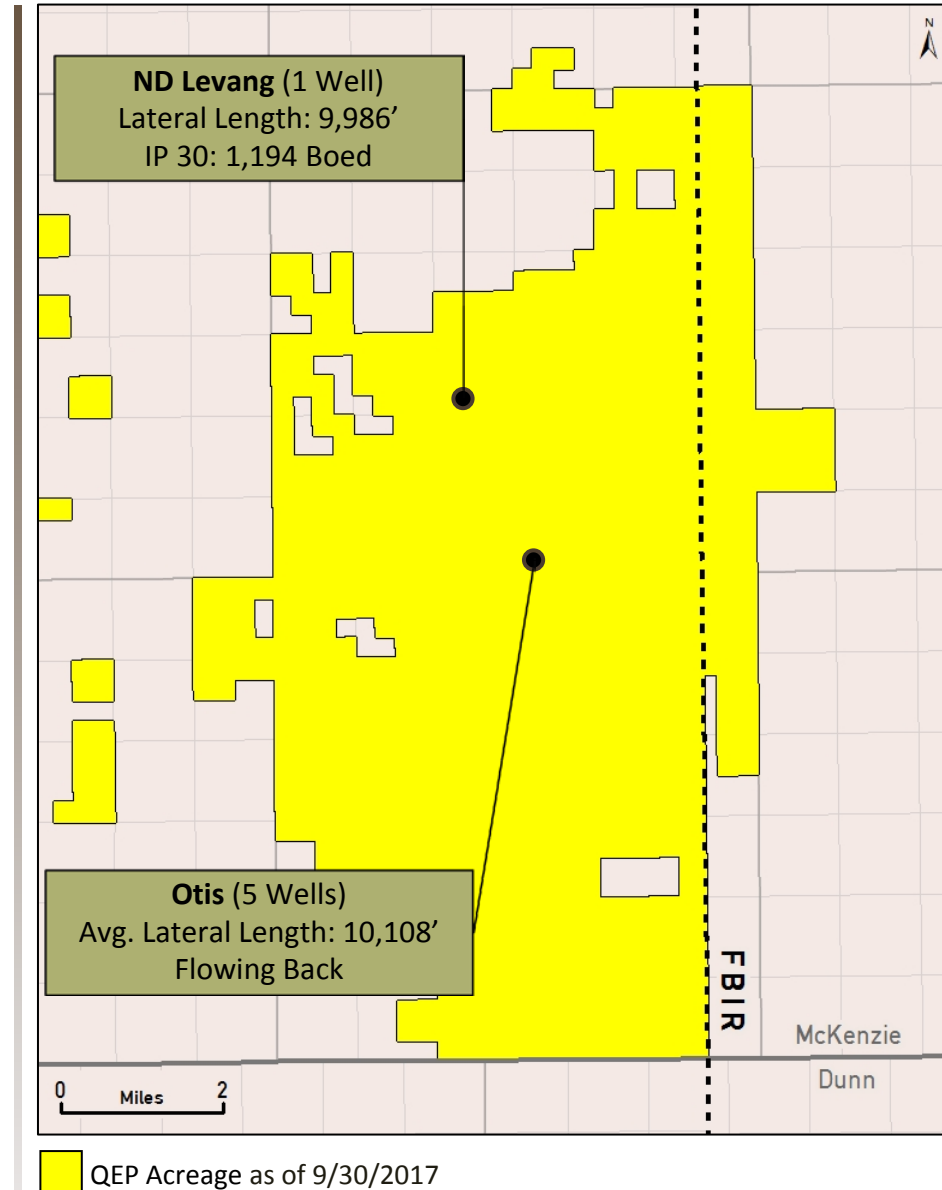 N
ND Levang (1 Well)
Lateral Length: 9,986’
IP 30: 1,194 Boed
Otis (5 Wells)
Avg. Lateral Length: 10,108’
Flowing Back
FBIR
McKenzie
Dunn
0 Miles 2
QEP Acreage as of 9/30/2017